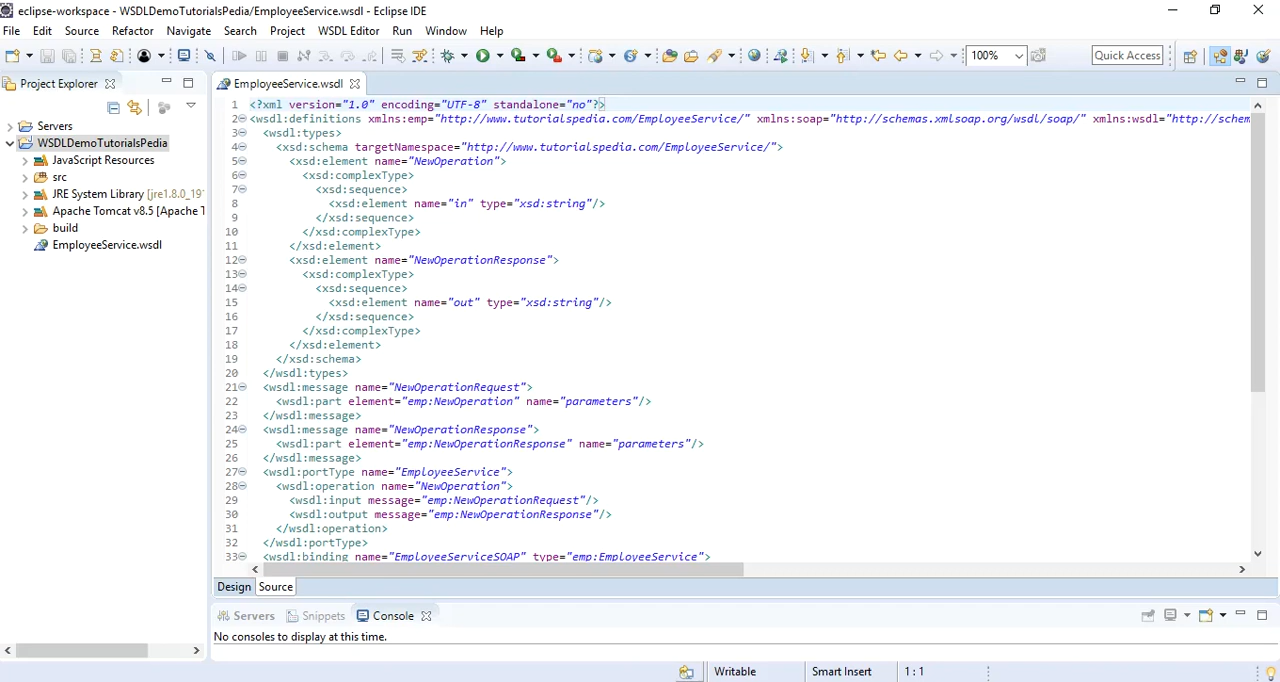 eclipse-workspace - WSDLDemoTutorialsPedia/EmployeeService.wsdl - Eclipse IDE
File Edit Source Refactor Navigate Search Project WSDL Editor Run Window Help
100% Quick Access
Project Explorer
Servers
WSDLDemoTutorialsPedia
JavaScript Resources
src
JRE System Library [jre1.8.0_19
Apache Tomcat v8.5 [Apache T
build
EmployeeService.wsdl
EmployeeService.wsdl
1 <?xml version="1.0" encoding="UTF-8" standalone="no"?>
2 <wsdl:definitions xmlns:emp="http://www.tutorialspedia.com/EmployeeService/" xmlns:soap="http://schemas.xmlsoap.org/wsdl/soap/" xmlns:wsdl="http://schem
3 <wsdl:types>
4 <xsd:schema targetNamespace="http://www.tutorialspedia.com/EmployeeService/">
5 <xsd:element name="NewOperation">
6 <xsd:complexType>
7 <xsd:sequence>
8 <xsd:element name="in" type="xsd:string"/>
9 </xsd:sequence>
10 </xsd:complexType>
11 </xsd:element>
12 <xsd:element name="NewOperationResponse">
13 <xsd:complexType>
14 <xsd:sequence>
15 <xsd:element name="out" type="xsd:string"/>
16 </xsd:sequence>
17 </xsd:complexType>
18 </xsd:element>
19 </xsd:schema>
20 </wsdl:types>
21 <wsdl:message name="NewOperationRequest">
22 <wsdl:part element="emp:NewOperation" name="parameters"/>
23 </wsdl:message>
24 <wsdl:message name="NewOperationResponse">
25 <wsdl:part element="emp:NewOperationResponse" name="parameters"/>
26 </wsdl:message>
27 <wsdl:portType name="EmployeeService">
28 <wsdl:operation name="NewOperation">
29 <wsdl:input message="emp:NewOperationRequest"/>
30 <wsdl:output message="emp:NewOperationResponse"/>
31 </wsdl:operation>
32 </wsdl:portType>
33 <wsdl:binding name="EmployeeServiceSOAP" type="emp:EmployeeService">
Design Source
Servers Snippets Console
No consoles to display at this time.
Writable Smart Insert 1 : 1